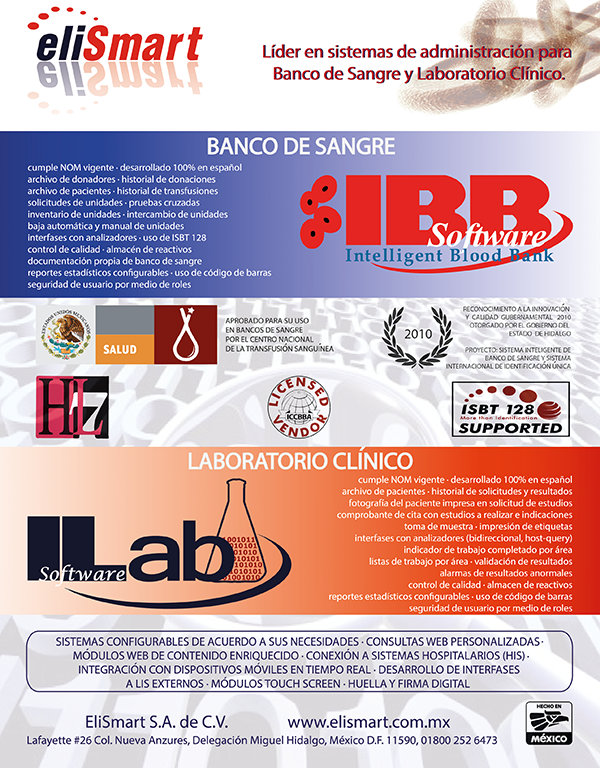 eliSmart
Líder en sistemas de administración para
Banco de Sangre y Laboratorio Clínico.
BANCO DE SANGRE
cumple NOM vigente · desarrollado 100% en español
archivo de donadores · historial de donaciones
archivo de pacientes · historial de transfusiones
solicitudes de unidades · pruebas cruzadas
inventario de unidades · intercambio de unidades
baja automática y manual de unidades
interfases con analizadores · uso de ISBT 128
control de calidad · almacén de reactivos
documentación propia de banco de sangre
reportes estadísticos configurables · uso de código de barras
seguridad de usuario por medio de roles
IBB
Software
Intelligent Blood Bank
ESTADOS UNIDOS MEXICANOS
SALUD
APROBADO PARA SU USO
EN BANCOS DE SANGRE
POR EL CENTRO NACIONAL
DE LA TRANSFUSIÓN SANGUÍNEA
2010
RECONOCIMIENTO A LA INNOVACIÓN
Y CALIDAD GUBERNAMENTAL 2010
OTORGADO POR EL GOBIERNO DEL
ESTADO DE HIDALGO
PROYECTO: SISTEMA INTELIGENTE DE
BANCO DE SANGRE Y SISTEMA
INTERNACIONAL DE IDENTIFICACIÓN ÚNICA
HL7
LICENSED
ICCBBA
VENDOR
ISBT 128
More than Identification
SUPPORTED
LABORATORIO CLÍNICO
ILab
Software
1001011
01010101
101010101
01001010
cumple NOM vigente · desarrollado 100% en español
archivo de pacientes · historial de solicitudes y resultados
fotografía del paciente impresa en solicitud de estudios
comprobante de cita con estudios a realizar e indicaciones
toma de muestra · impresión de etiquetas
interfases con analizadores (bidireccional, host-query)
indicador de trabajo completado por área
listas de trabajo por área · validación de resultados
alarmas de resultados anormales
control de calidad · almacen de reactivos
reportes estadísticos configurables · uso de código de barras
seguridad de usuario por medio de roles
SISTEMAS CONFIGURABLES DE ACUERDO A SUS NECESIDADES · CONSULTAS WEB PERSONALIZADAS ·
MÓDULOS WEB DE CONTENIDO ENRIQUECIDO · CONEXIÓN A SISTEMAS HOSPITALARIOS (HIS) ·
INTEGRACIÓN CON DISPOSITIVOS MÓVILES EN TIEMPO REAL · DESARROLLO DE INTERFASES
A LIS EXTERNOS · MÓDULOS TOUCH SCREEN · HUELLA Y FIRMA DIGITAL
EliSmart S.A. de C.V. www.elismart.com.mx
Lafayette #26 Col. Nueva Anzures, Delegación Miguel Hidalgo, México D.F. 11590, 01800 252 6473
HECHO EN
MÉXICO